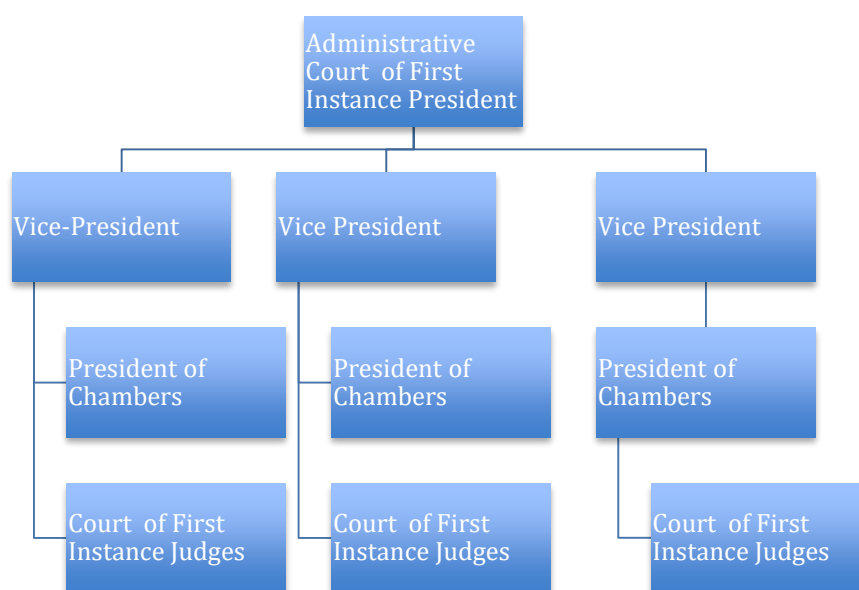 Administrative
Court of First
Instance President
Vice-President
Vice President
Vice President
President of
Chambers
President of
Chambers
President of
Chambers
Court of First
Instance Judges
Court of First
Instance Judges
Court of First
Instance Judges